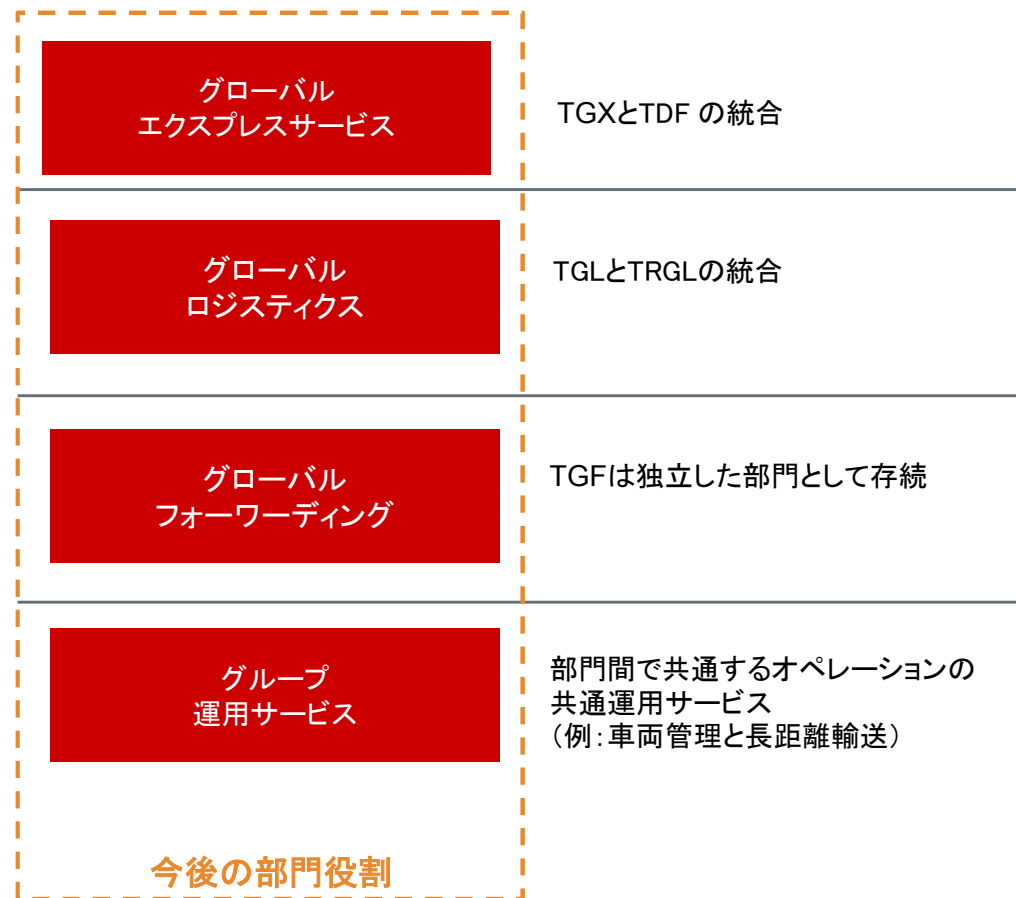 グローバル
エクスプレスサービス
TGXとTDF の統合
グローバル
ロジスティクス
TGLとTRGLの統合
グローバル
フォーワーディング
TGFは独立した部門として存続
グループ
運用サービス
部門間で共通するオペレーションの
共通運用サービス
（例：車両管理と長距離輸送）
今後の部門役割